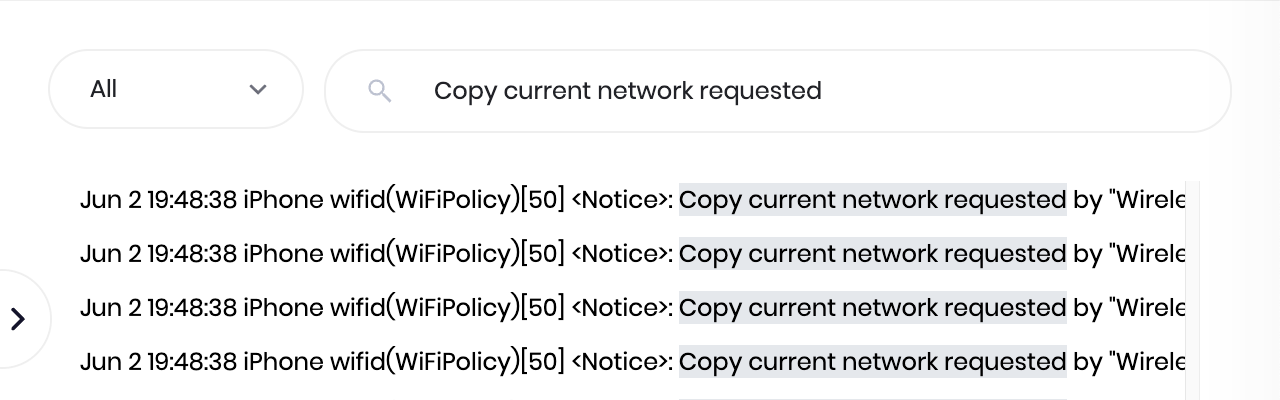 All
Copy current network requested
Jun 2 19:48:38 iPhone wifid(WiFiPolicy)[50] <Notice>: Copy current network requested by "Wirele
Jun 2 19:48:38 iPhone wifid(WiFiPolicy)[50] <Notice>: Copy current network requested by "Wirele
Jun 2 19:48:38 iPhone wifid(WiFiPolicy)[50] <Notice>: Copy current network requested by "Wirele
Jun 2 19:48:38 iPhone wifid(WiFiPolicy)[50] <Notice>: Copy current network requested by "Wirele